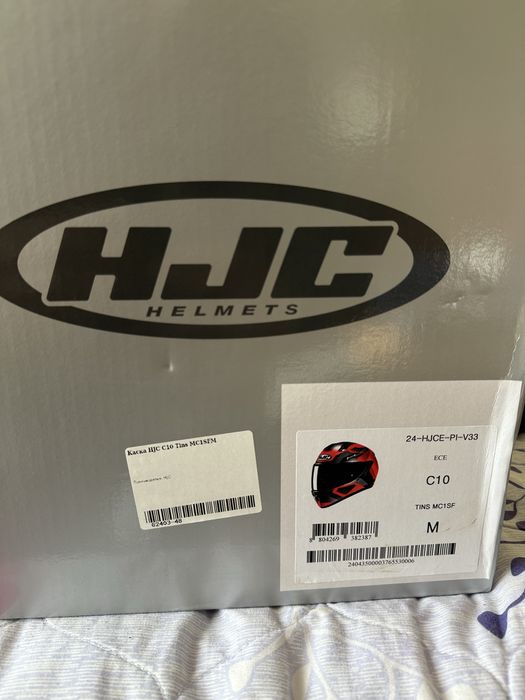 HJC
HELMETS
Каска HJC C10 Tins MC1SFM
02403-48
24-HJCE-PI-V33
ECE
C10
TINS MC1SF
M
8 804269 382387
24043500003765530006